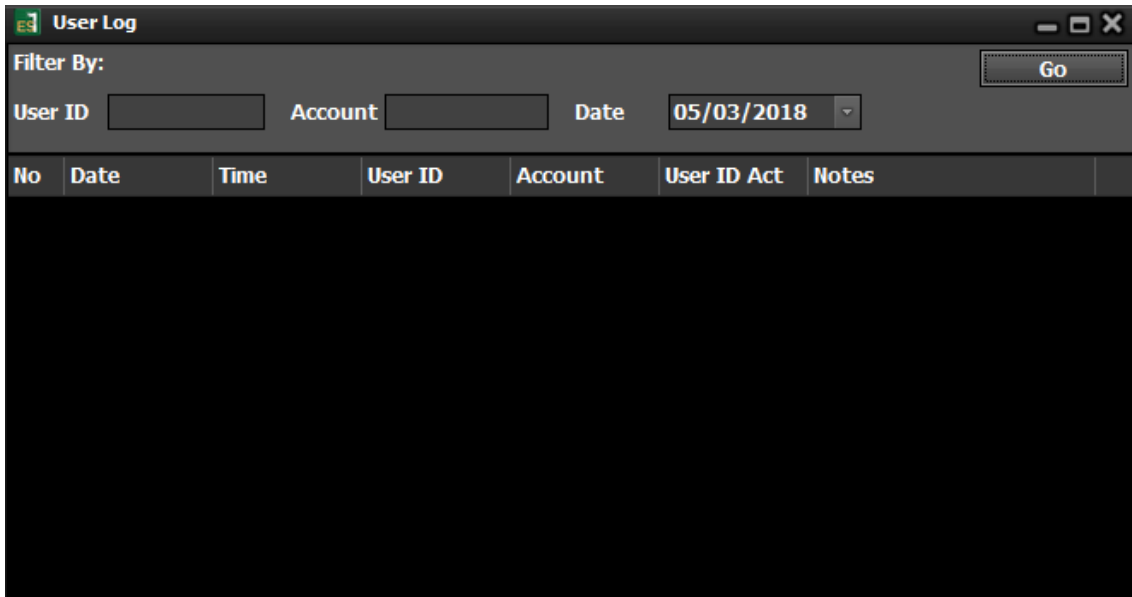 ES User Log
Filter By:
Go
User ID Account Date 05/03/2018
No Date Time User ID Account User ID Act Notes